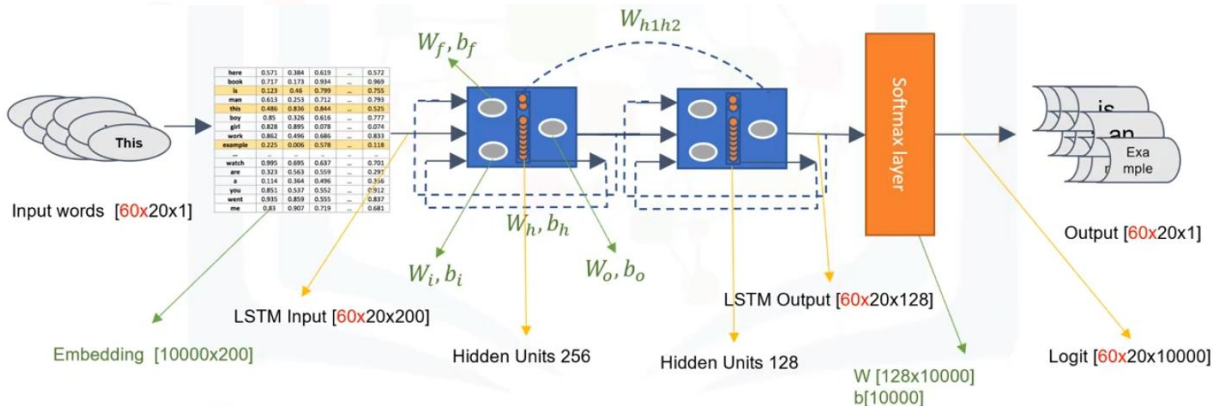 This
Input words [60x20x1]
here 0.571 0.384 0.619 ... 0.572
book 0.717 0.173 0.934 ... 0.969
is 0.123 0.46 0.799 ... 0.755
man 0.613 0.253 0.712 ... 0.793
this 0.486 0.836 0.844 ... 0.525
boy 0.85 0.326 0.616 ... 0.777
girl 0.828 0.895 0.078 ... 0.074
work 0.862 0.496 0.686 ... 0.833
example 0.225 0.006 0.578 ... 0.118
... ... ... ... ... ...
watch 0.995 0.695 0.637 ... 0.701
are 0.323 0.563 0.559 ...
a 0.114 0.364 0.496 ...
you 0.851 0.537 0.552 ... 0.912
went 0.935 0.859 0.555 ... 0.837
me 0.83 0.907 0.719 ... 0.681
Embedding [10000x200]
LSTM Input [60x20x200]
W_f, b_f
W_i, b_i
W_h, b_h
W_o, b_o
Hidden Units 256
W_{h1h2}
Hidden Units 128
LSTM Output [60x20x128]
Softmax layer
W [128x10000]
b[10000]
is
an
Exa
mple
Output [60x20x1]
Logit [60x20x10000]